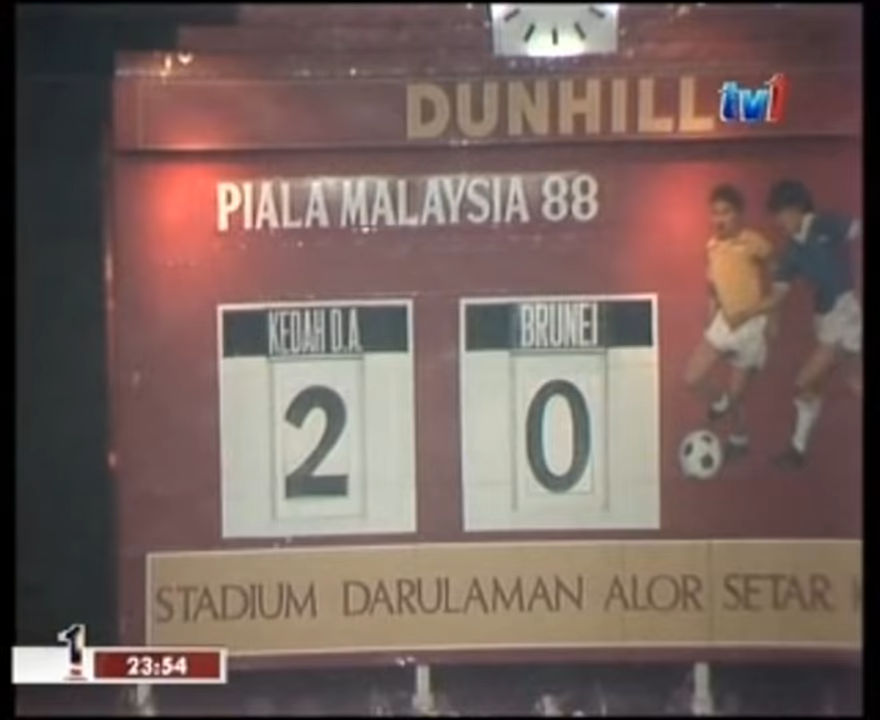 DUNHILL
tv1
PIALA MALAYSIA 88
KEDAH D.A.
BRUNEI
2
0
STADIUM DARULAMAN ALOR SETAR
1
23:54